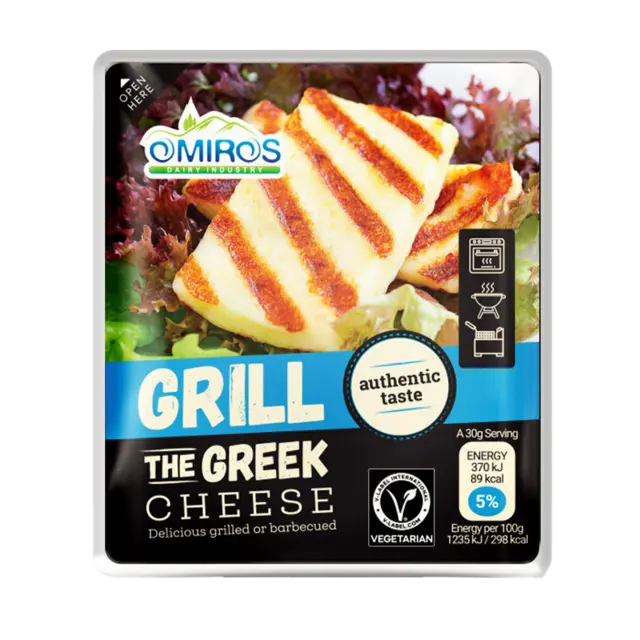 OPEN
HERE
OMIROS
DAIRY INDUSTRY
GRILL
authentic
taste
THE GREEK
CHEESE
Delicious grilled or barbecued
V-LABEL INTERNATIONAL
V-LABEL.COM
VEGETARIAN
A 30g Serving
ENERGY
370 kJ
89 kcal
5%
Energy per 100g
1235 kJ / 298 kcal